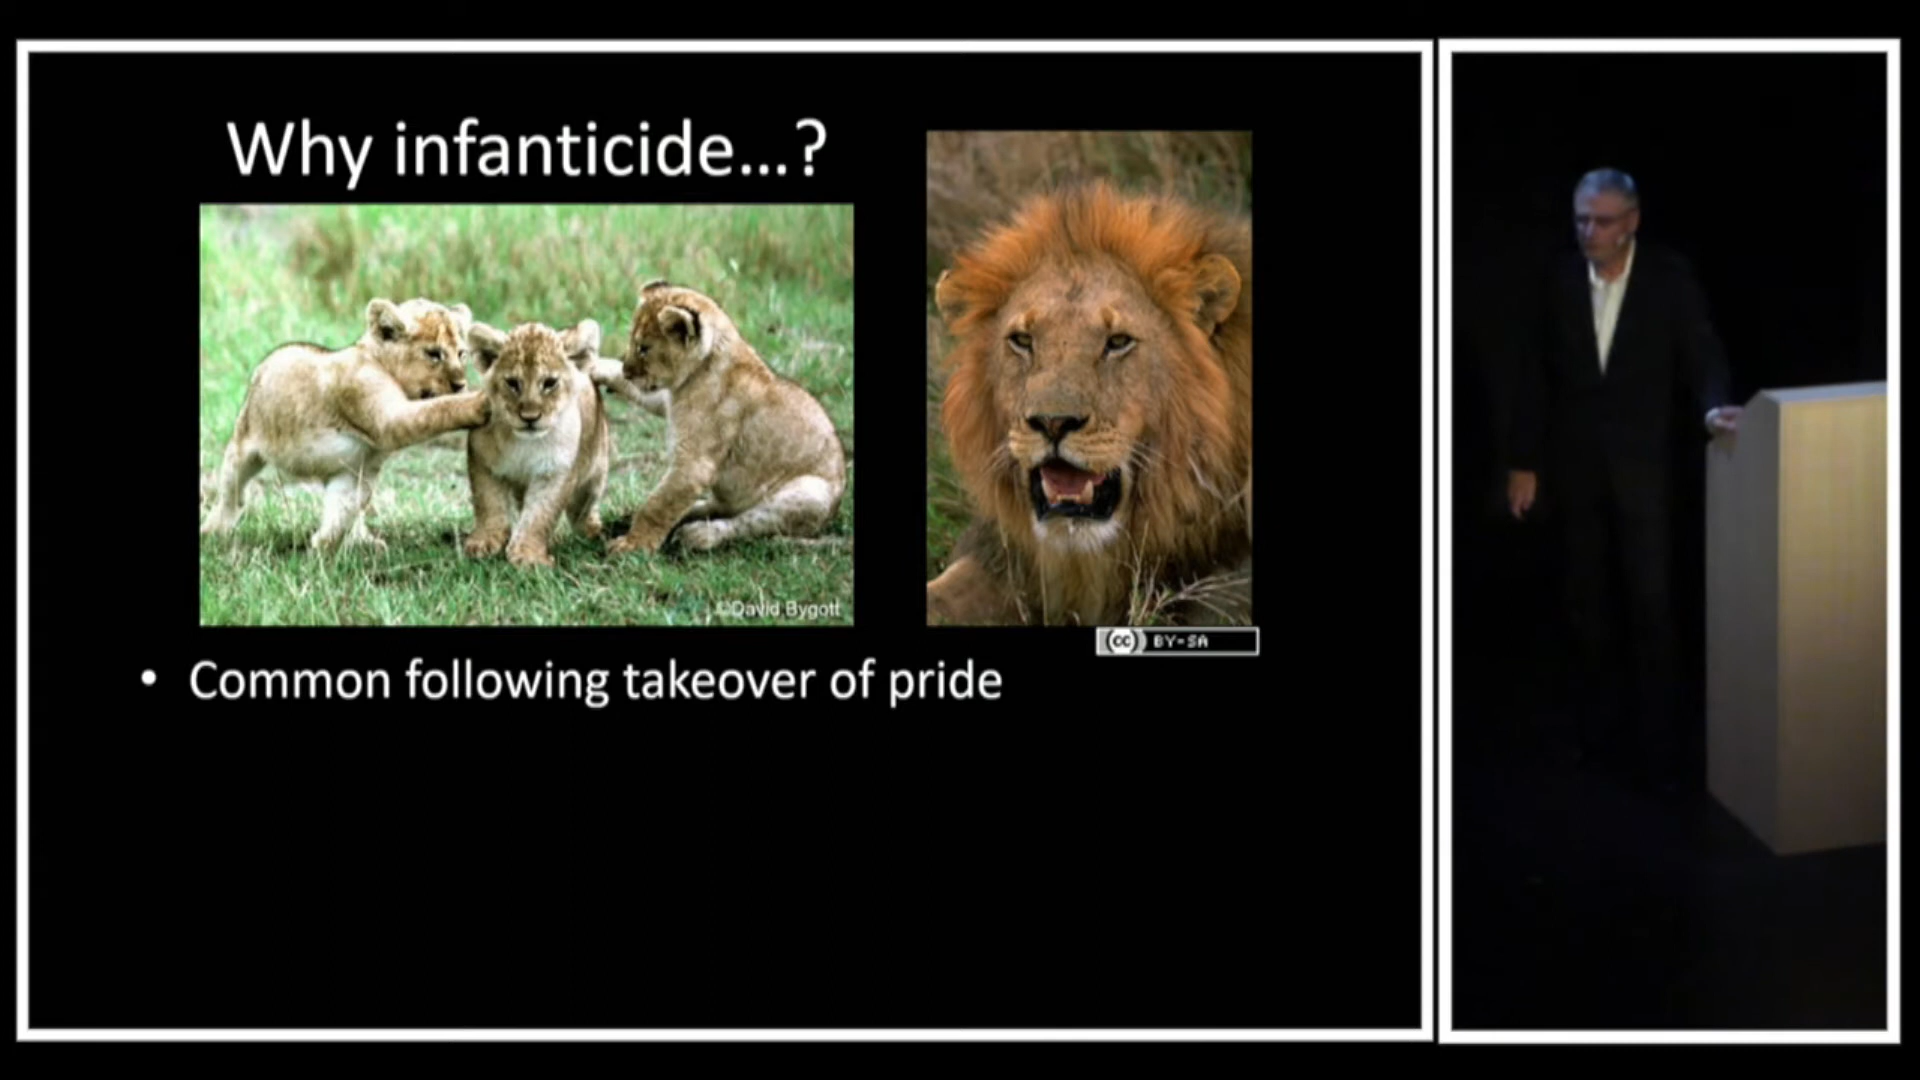 Why infanticide...?
©David Bygott
cc BY-SA
• Common following takeover of pride